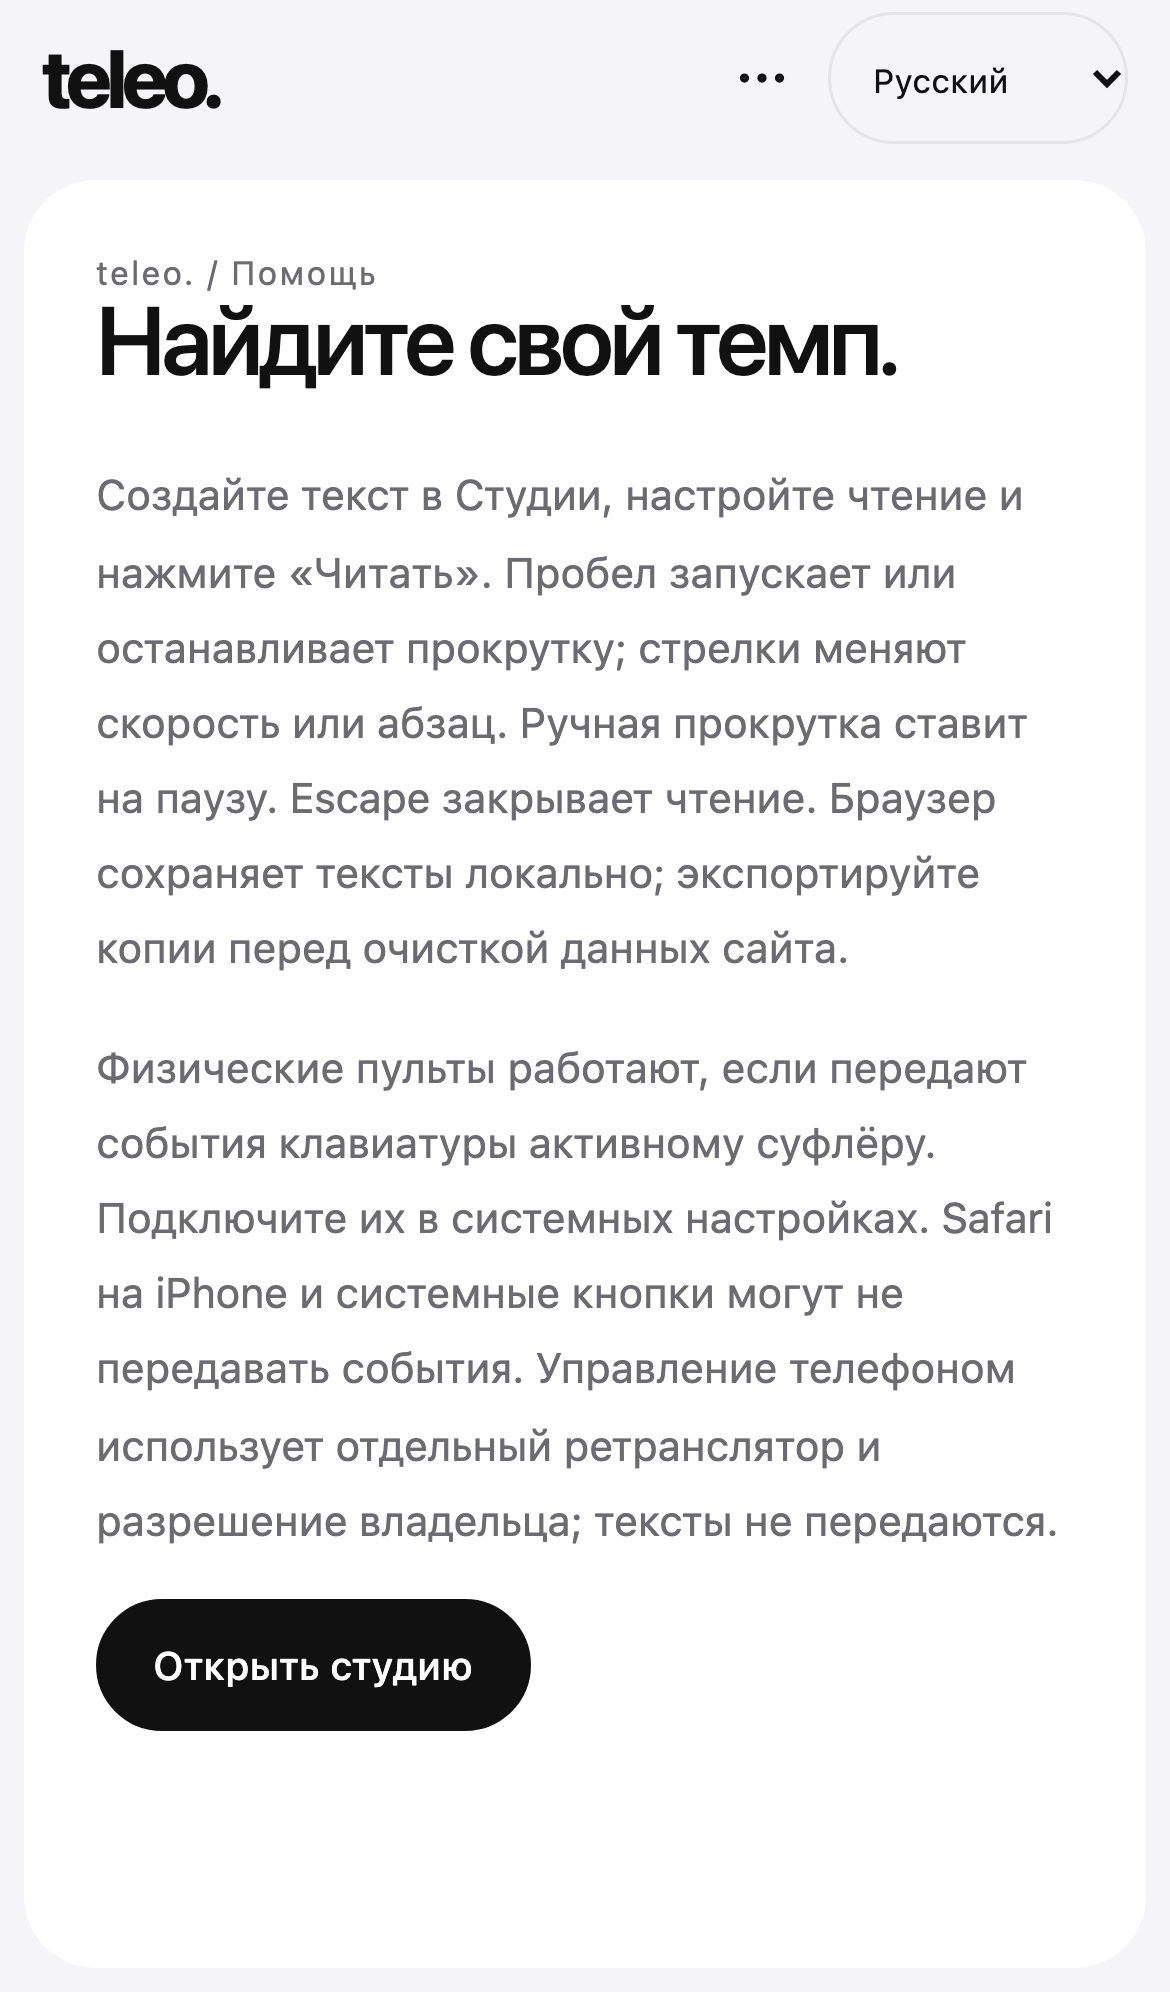 teleo.
Русский
teleo. / Помощь
Найдите свой темп.
Создайте текст в Студии, настройте чтение и
нажмите «Читать». Пробел запускает или
останавливает прокрутку; стрелки меняют
скорость или абзац. Ручная прокрутка ставит
на паузу. Escape закрывает чтение. Браузер
сохраняет тексты локально; экспортируйте
копии перед очисткой данных сайта.
Физические пульты работают, если передают
события клавиатуры активному суфлёру.
Подключите их в системных настройках. Safari
на iPhone и системные кнопки могут не
передавать события. Управление телефоном
использует отдельный ретранслятор и
разрешение владельца; тексты не передаются.
Открыть студию